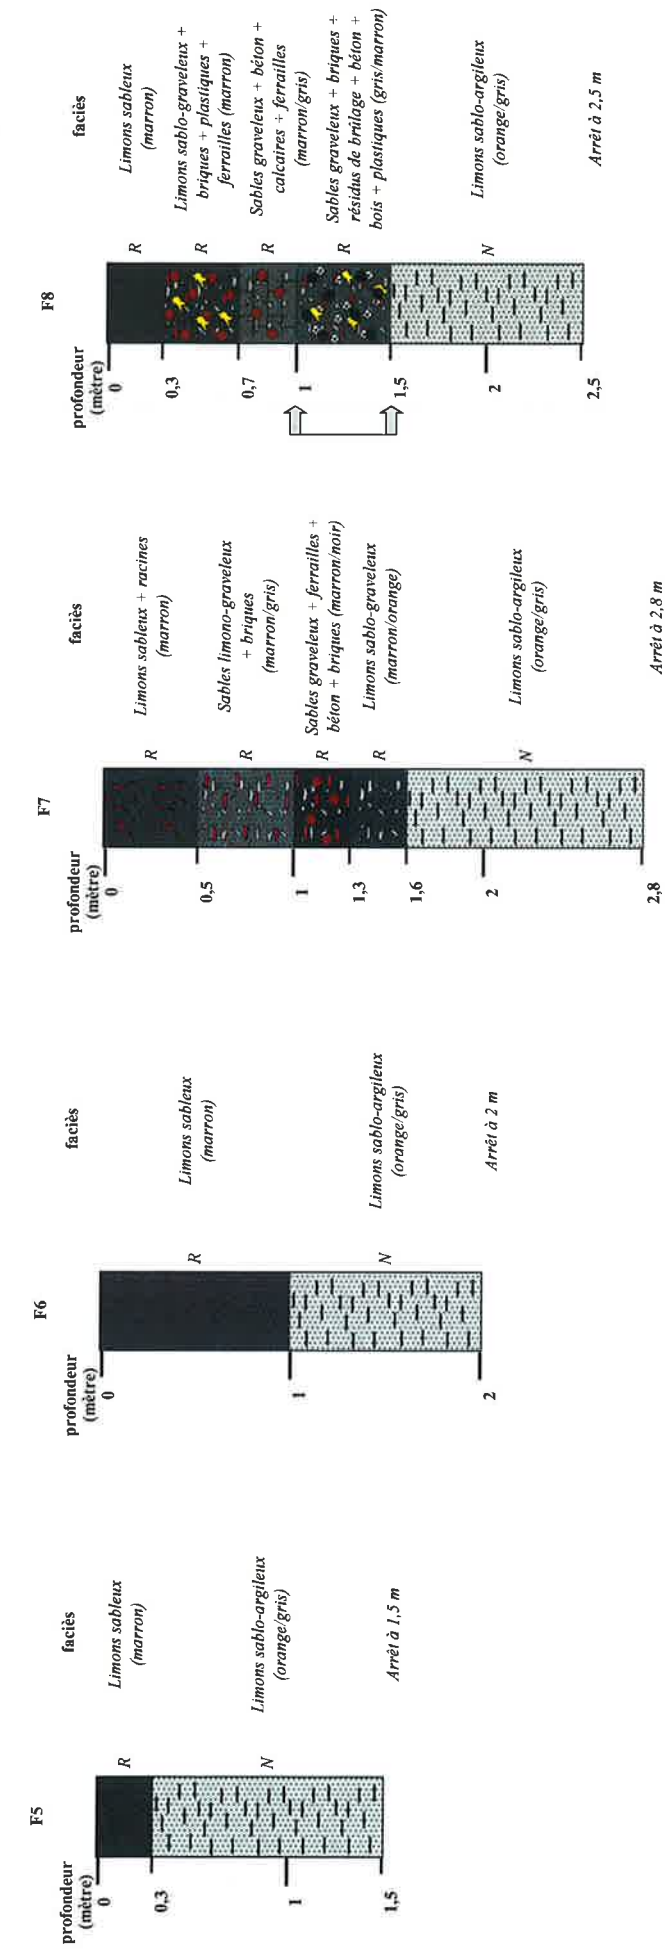 F5
profondeur
(mètre)
faciès
0
R
Limons sableux
(marron)
0,3
N
Limons sablo-argileux
(orange/gris)
1
1,5
Arrêt à 1,5 m
F6
profondeur
(mètre)
faciès
0
R
Limons sableux
(marron)
1
N
Limons sablo-argileux
(orange/gris)
2
Arrêt à 2 m
F7
profondeur
(mètre)
faciès
0
R
Limons sableux + racines
(marron)
0,5
R
Sables limono-graveleux
+ briques
(marron/gris)
1
R
Sables graveleux + ferrailles +
béton + briques (marron/noir)
1,3
R
Limons sablo-graveleux
(marron/orange)
1,6
N
Limons sablo-argileux
(orange/gris)
2
2,8
Arrêt à 2,8 m
F8
profondeur
(mètre)
faciès
0
R
Limons sableux
(marron)
0,3
R
Limons sablo-graveleux +
briques + plastiques +
ferrailles (marron)
0,7
R
Sables graveleux + béton +
calcaires + ferrailles
(marron/gris)
1
R
Sables graveleux + briques +
résidus de brûlage + béton +
bois + plastiques (gris/marron)
1,5
N
Limons sablo-argileux
(orange/gris)
2
2,5
Arrêt à 2,5 m